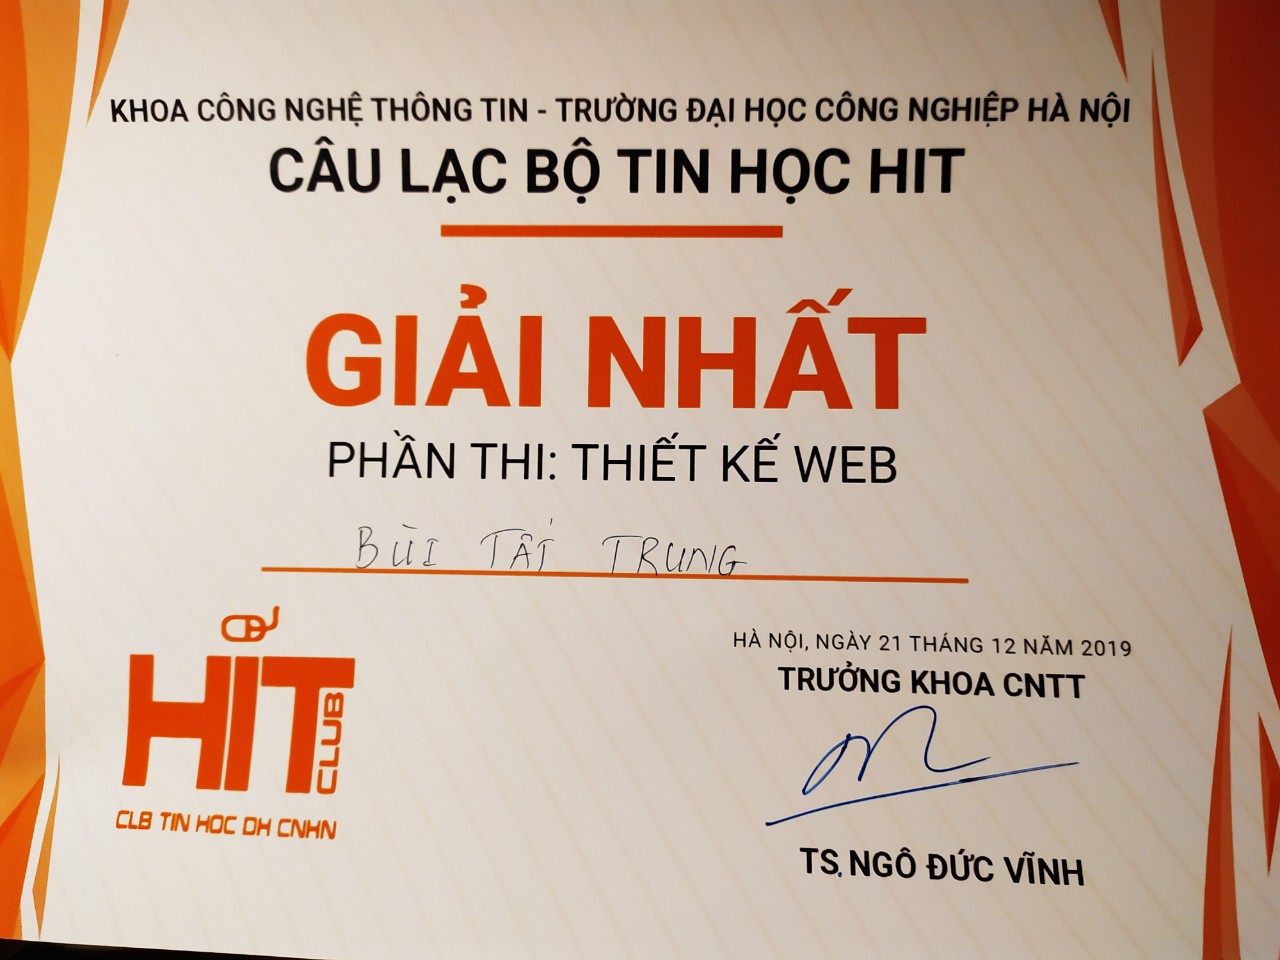 KHOA CÔNG NGHỆ THÔNG TIN - TRƯỜNG ĐẠI HỌC CÔNG NGHIỆP HÀ NỘI
CÂU LẠC BỘ TIN HỌC HIT
GIẢI NHẤT
PHẦN THI: THIẾT KẾ WEB
BÙI TẤT TRUNG
HIT CLUB
CLB TIN HOC DH CNHN
HÀ NỘI, NGÀY 21 THÁNG 12 NĂM 2019
TRƯỞNG KHOA CNTT
TS. NGÔ ĐỨC VĨNH